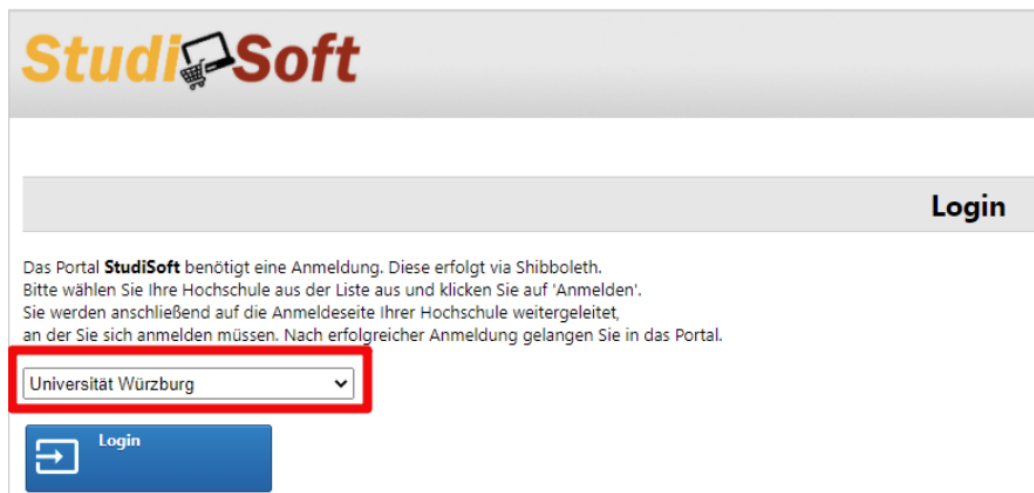 StudiSoft
Login
Das Portal StudiSoft benötigt eine Anmeldung. Diese erfolgt via Shibboleth.
Bitte wählen Sie Ihre Hochschule aus der Liste aus und klicken Sie auf 'Anmelden'.
Sie werden anschließend auf die Anmeldeseite Ihrer Hochschule weitergeleitet,
an der Sie sich anmelden müssen. Nach erfolgreicher Anmeldung gelangen Sie in das Portal.
Universität Würzburg
Login